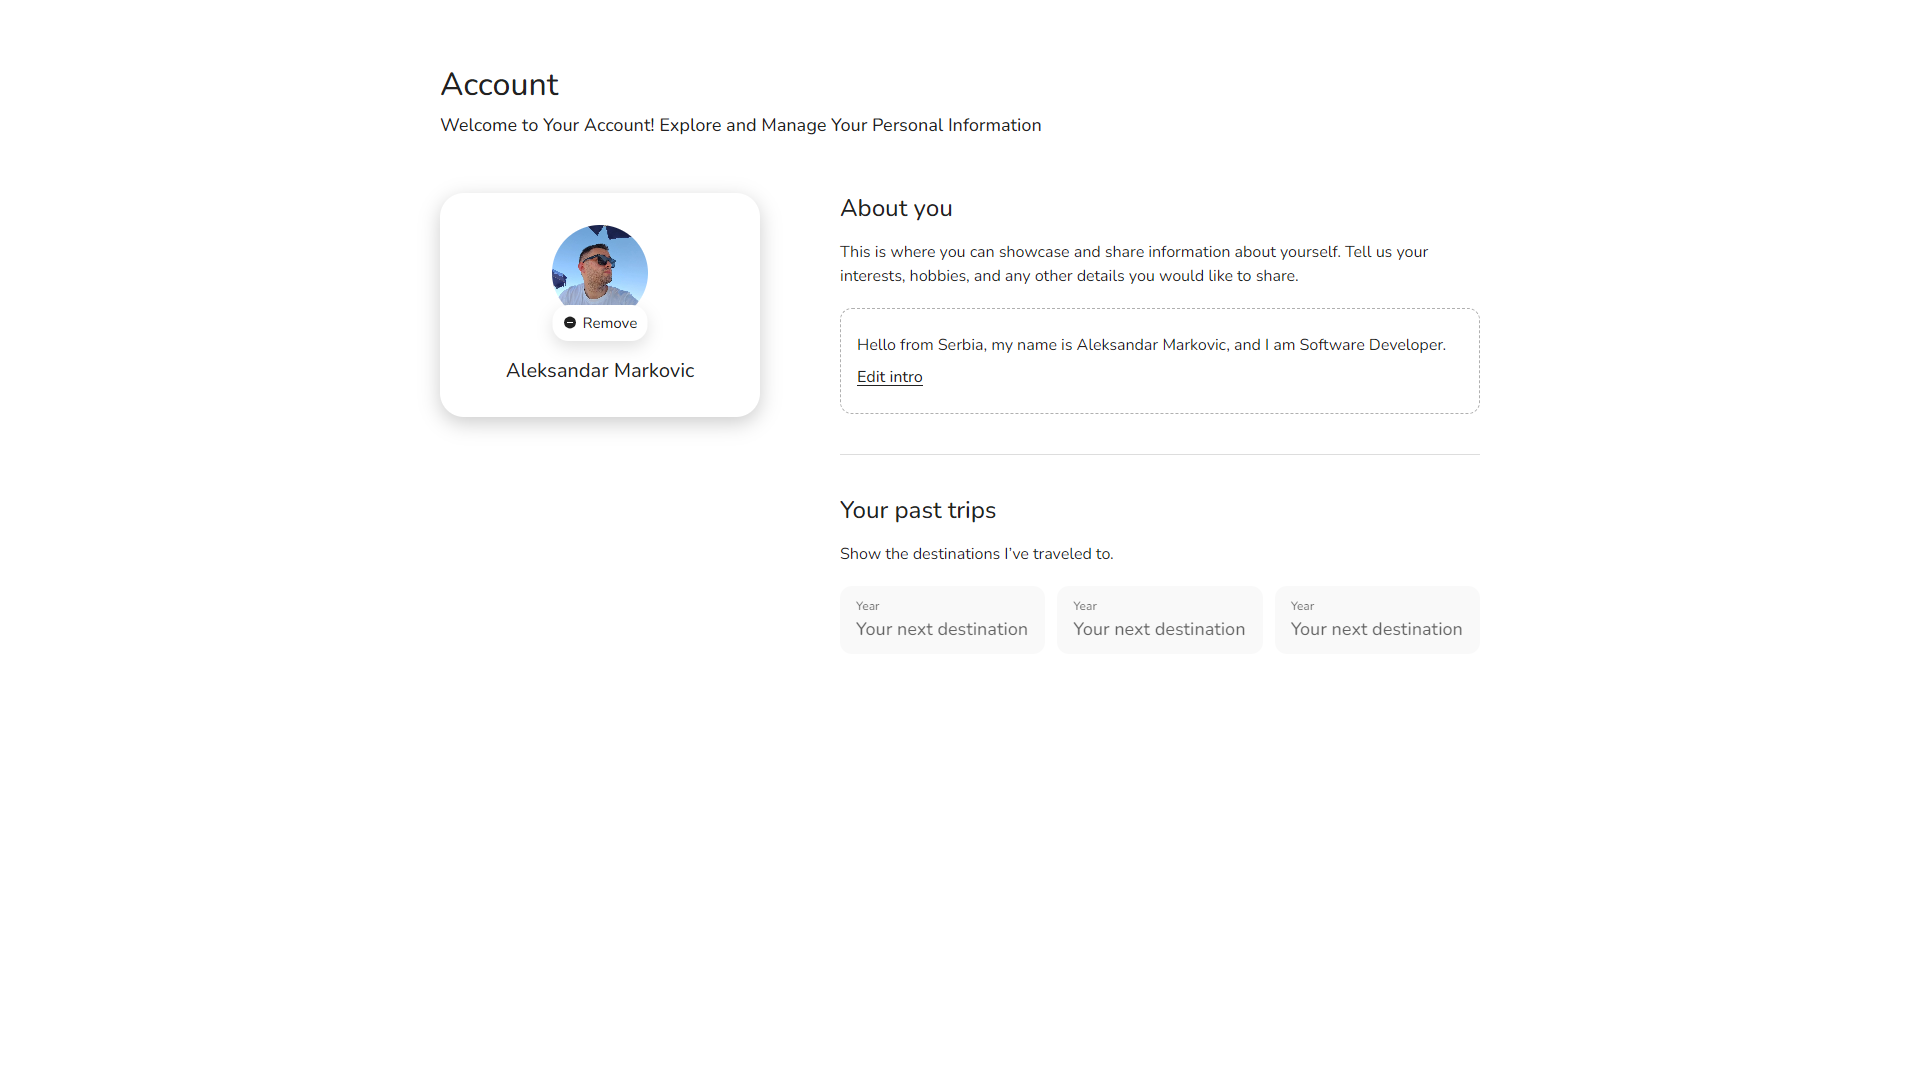 Account
Welcome to Your Account! Explore and Manage Your Personal Information
Remove
Aleksandar Markovic
About you
This is where you can showcase and share information about yourself. Tell us your
interests, hobbies, and any other details you would like to share.
Hello from Serbia, my name is Aleksandar Markovic, and I am Software Developer.
Edit intro
Your past trips
Show the destinations I’ve traveled to.
Year
Your next destination
Year
Your next destination
Year
Your next destination